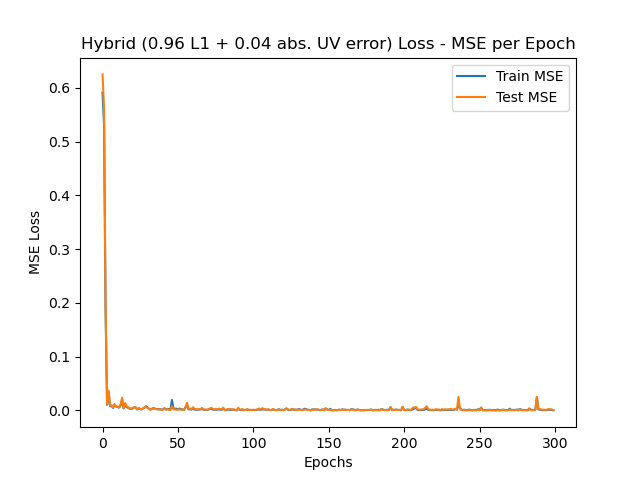 Hybrid (0.96 L1 + 0.04 abs. UV error) Loss - MSE per Epoch
Train MSE
Test MSE
MSE Loss
0.6
0.5
0.4
0.3
0.2
0.1
0.0
0 50 100 150 200 250 300
Epochs